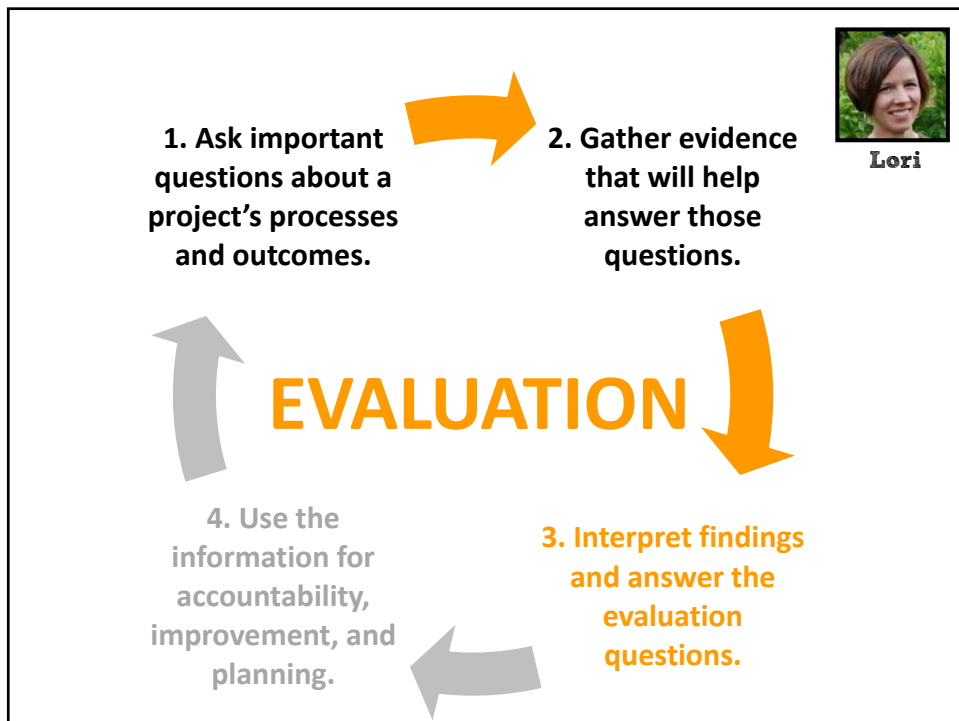 1. Ask important
questions about a
project’s processes
and outcomes.
2. Gather evidence
that will help
answer those
questions.
Lori
EVALUATION
3. Interpret findings
and answer the
evaluation
questions.
4. Use the
information for
accountability,
improvement, and
planning.